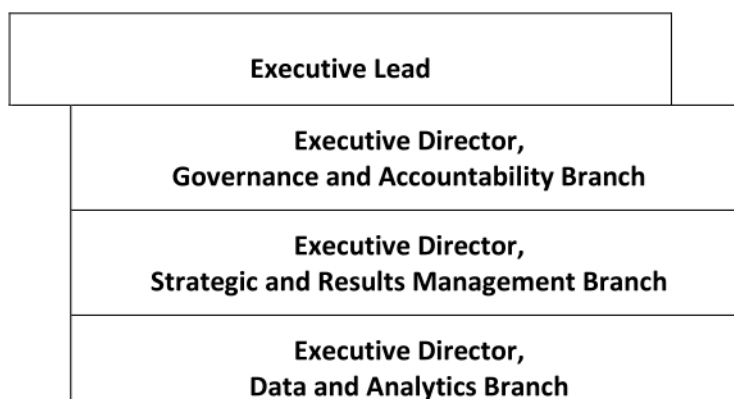 Executive Lead
Executive Director,
Governance and Accountability Branch
Executive Director,
Strategic and Results Management Branch
Executive Director,
Data and Analytics Branch